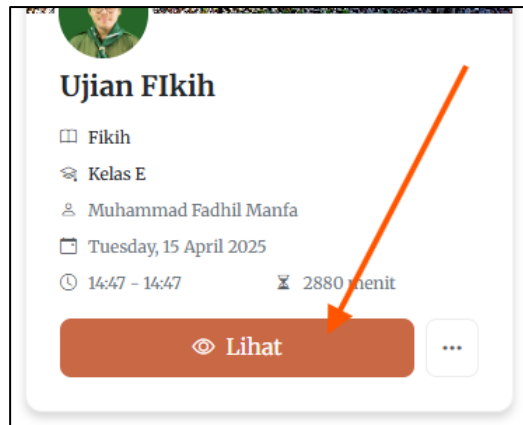 Ujian FIkih
Fikih
Kelas E
Muhammad Fadhil Manfa
Tuesday, 15 April 2025
14:47 - 14:47 2880 menit
Lihat